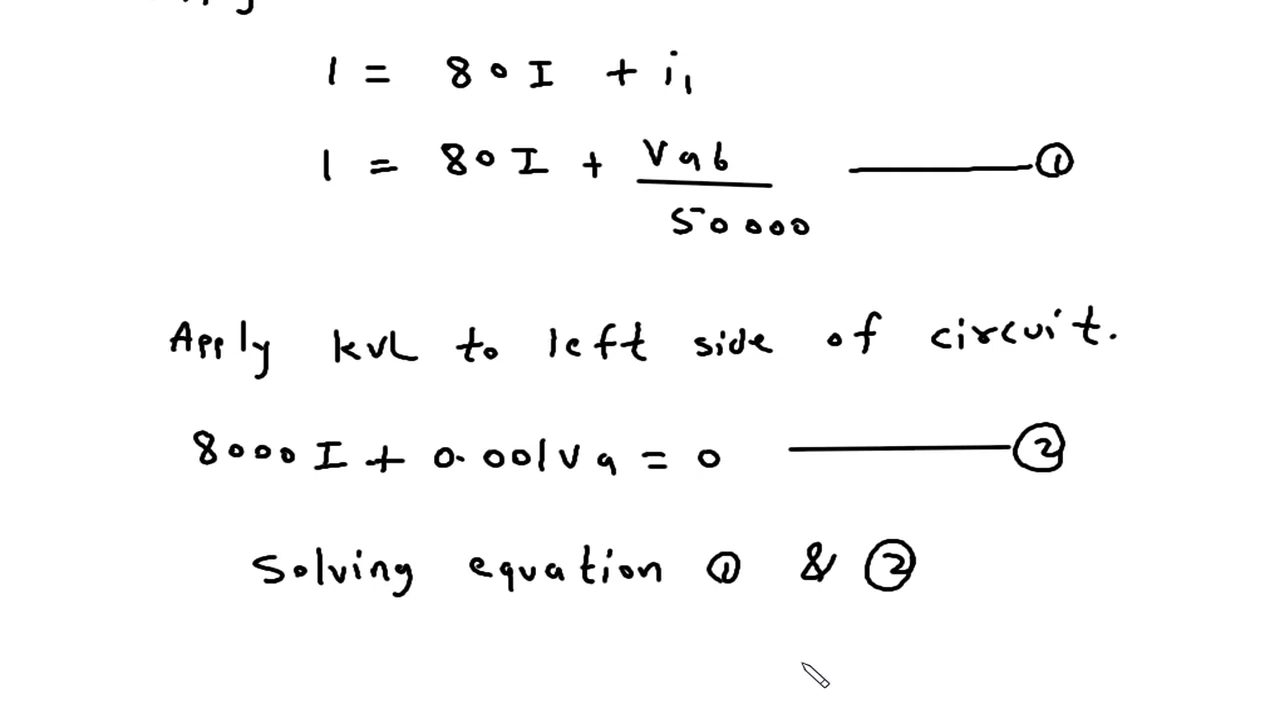 1 = 80I + i₁
1 = 80I + Vab / 50000 ——— ①
Apply kvL to left side of circuit.
8000I + 0.001Va = 0 ——— ②
Solving equation ① & ②